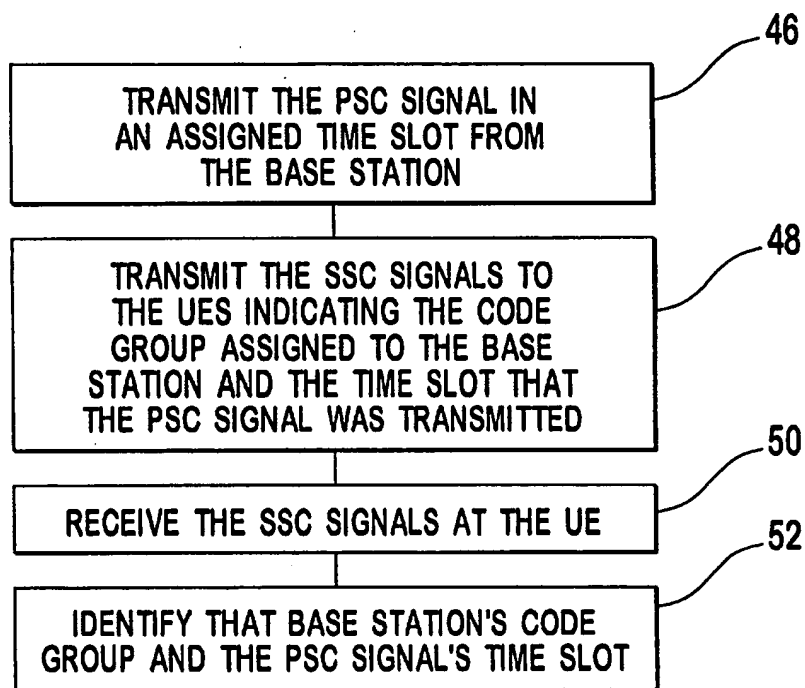 46
TRANSMIT THE PSC SIGNAL IN
AN ASSIGNED TIME SLOT FROM
THE BASE STATION
48
TRANSMIT THE SSC SIGNALS TO
THE UES INDICATING THE CODE
GROUP ASSIGNED TO THE BASE
STATION AND THE TIME SLOT THAT
THE PSC SIGNAL WAS TRANSMITTED
50
RECEIVE THE SSC SIGNALS AT THE UE
52
IDENTIFY THAT BASE STATION'S CODE
GROUP AND THE PSC SIGNAL'S TIME SLOT